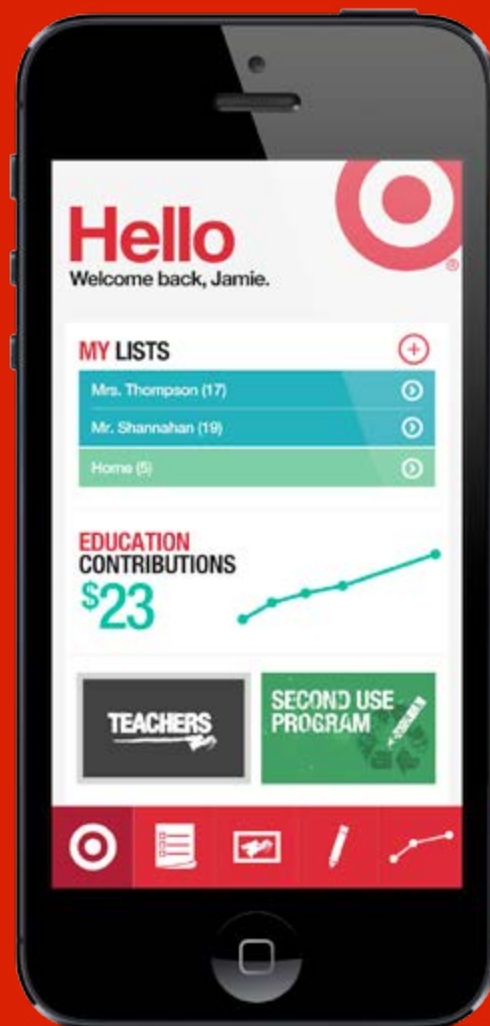 Hello
Welcome back, Jamie.
®
MY LISTS
Mrs. Thompson (17)
Mr. Shannahan (19)
Home (5)
EDUCATION
CONTRIBUTIONS
$23
TEACHERS
SECOND USE
PROGRAM